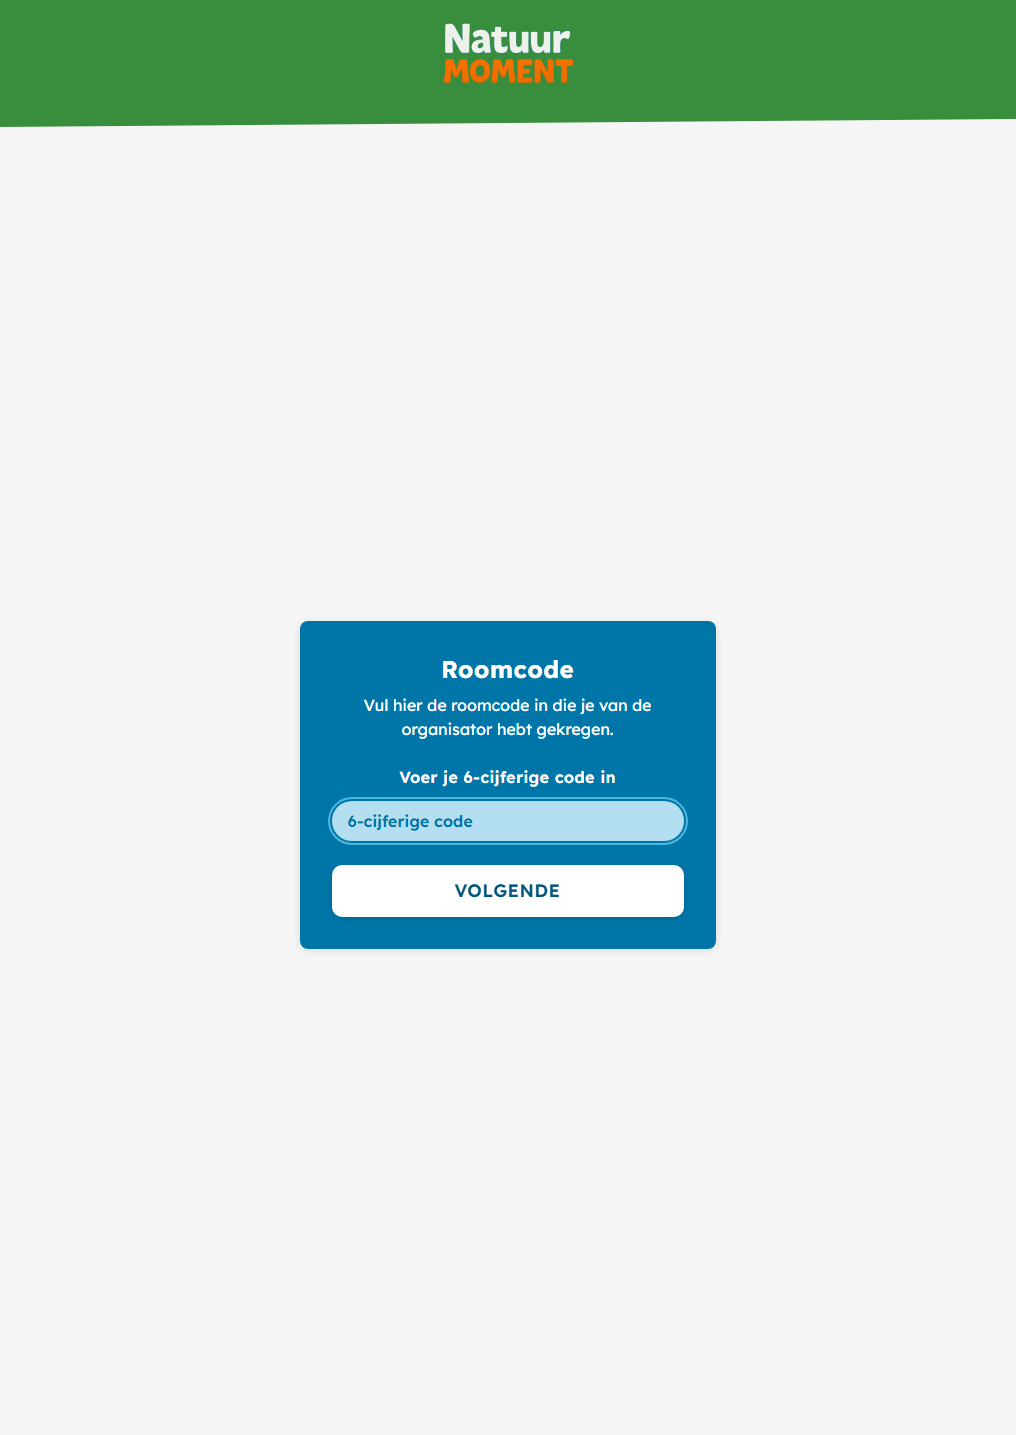 Natuur
MOMENT
Roomcode
Vul hier de roomcode in die je van de
organisator hebt gekregen.
Voer je 6-cijferige code in
6-cijferige code
VOLGENDE